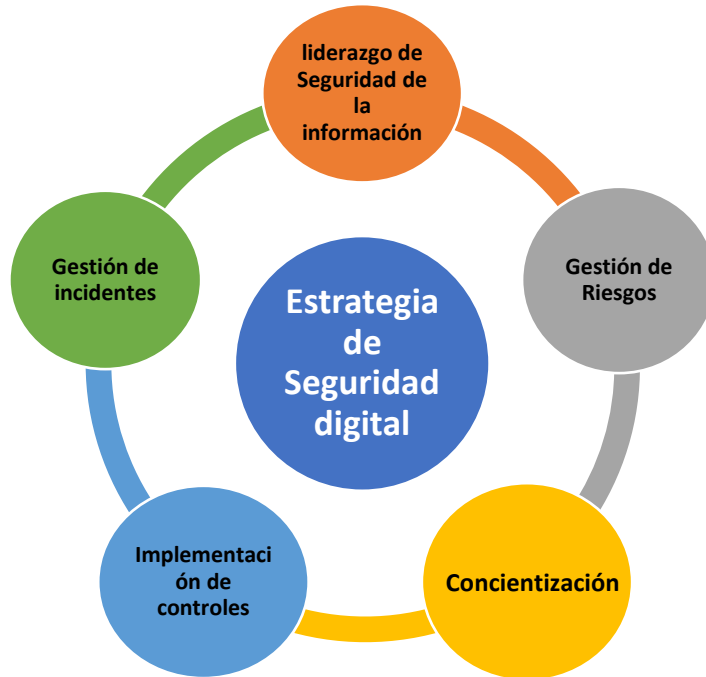 liderazgo de
Seguridad de
la
información
Gestión de
Riesgos
Concientización
Implementaci
ón de
controles
Gestión de
incidentes
Estrategia
de
Seguridad
digital